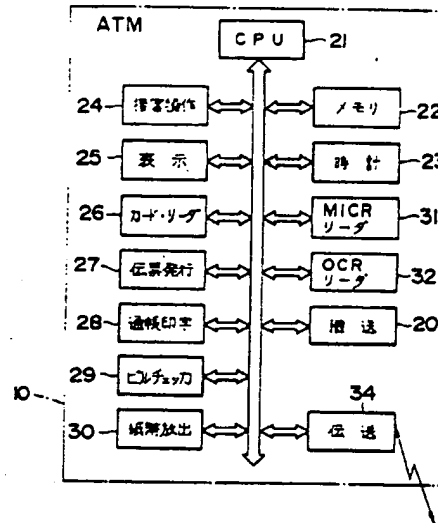 ATM
CPU
21
24
接客操作
メモリ
22
25
表示
時計
23
26
カード・リーダ
MICR
リーダ
31
27
伝票発行
OCR
リーダ
32
28
通帳印字
搬送
20
29
ビルチェッカ
10
34
30
紙幣放出
伝送